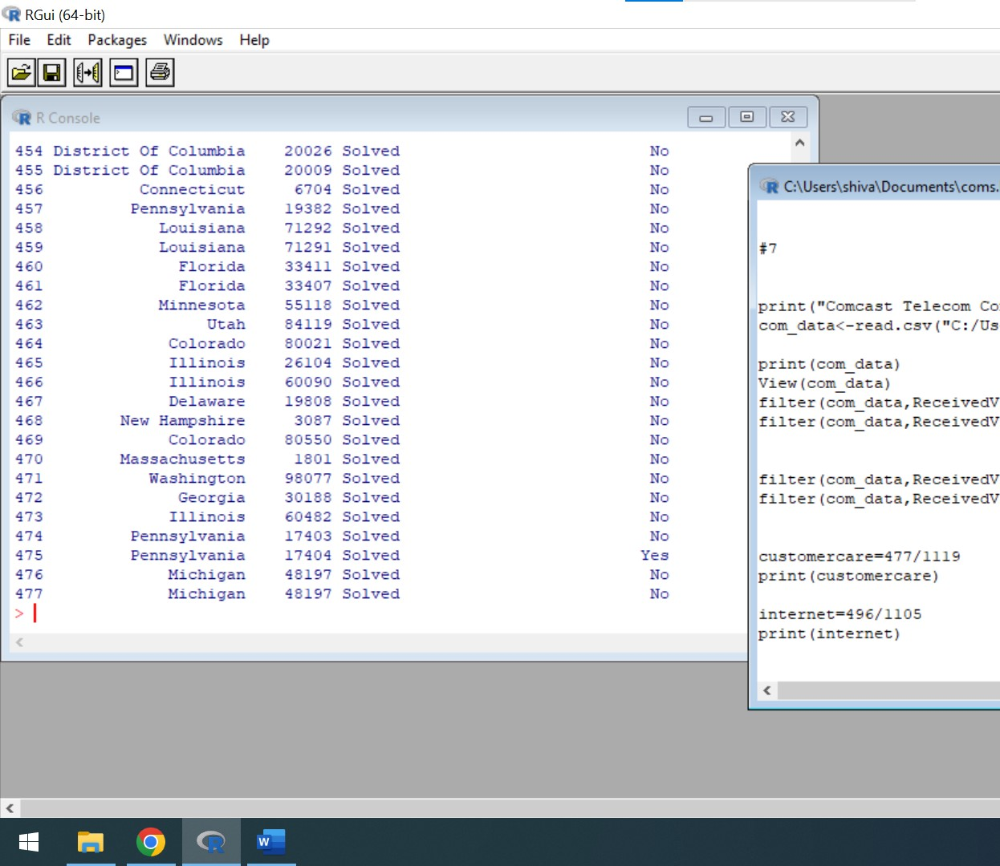 RGui (64-bit)
File Edit Packages Windows Help
R Console
454 District Of Columbia 20026 Solved No
455 District Of Columbia 20009 Solved No
456 Connecticut 6704 Solved No
457 Pennsylvania 19382 Solved No
458 Louisiana 71292 Solved No
459 Louisiana 71291 Solved No
460 Florida 33411 Solved No
461 Florida 33407 Solved No
462 Minnesota 55118 Solved No
463 Utah 84119 Solved No
464 Colorado 80021 Solved No
465 Illinois 26104 Solved No
466 Illinois 60090 Solved No
467 Delaware 19808 Solved No
468 New Hampshire 3087 Solved No
469 Colorado 80550 Solved No
470 Massachusetts 1801 Solved No
471 Washington 98077 Solved No
472 Georgia 30188 Solved No
473 Illinois 60482 Solved No
474 Pennsylvania 17403 Solved No
475 Pennsylvania 17404 Solved Yes
476 Michigan 48197 Solved No
477 Michigan 48197 Solved No
>
C:\Users\shiva\Documents\coms.
#7
print("Comcast Telecom Co
com_data<-read.csv("C:/Us
print(com_data)
View(com_data)
filter(com_data,ReceivedV
filter(com_data,ReceivedV
filter(com_data,ReceivedV
filter(com_data,ReceivedV
customercare=477/1119
print(customercare)
internet=496/1105
print(internet)